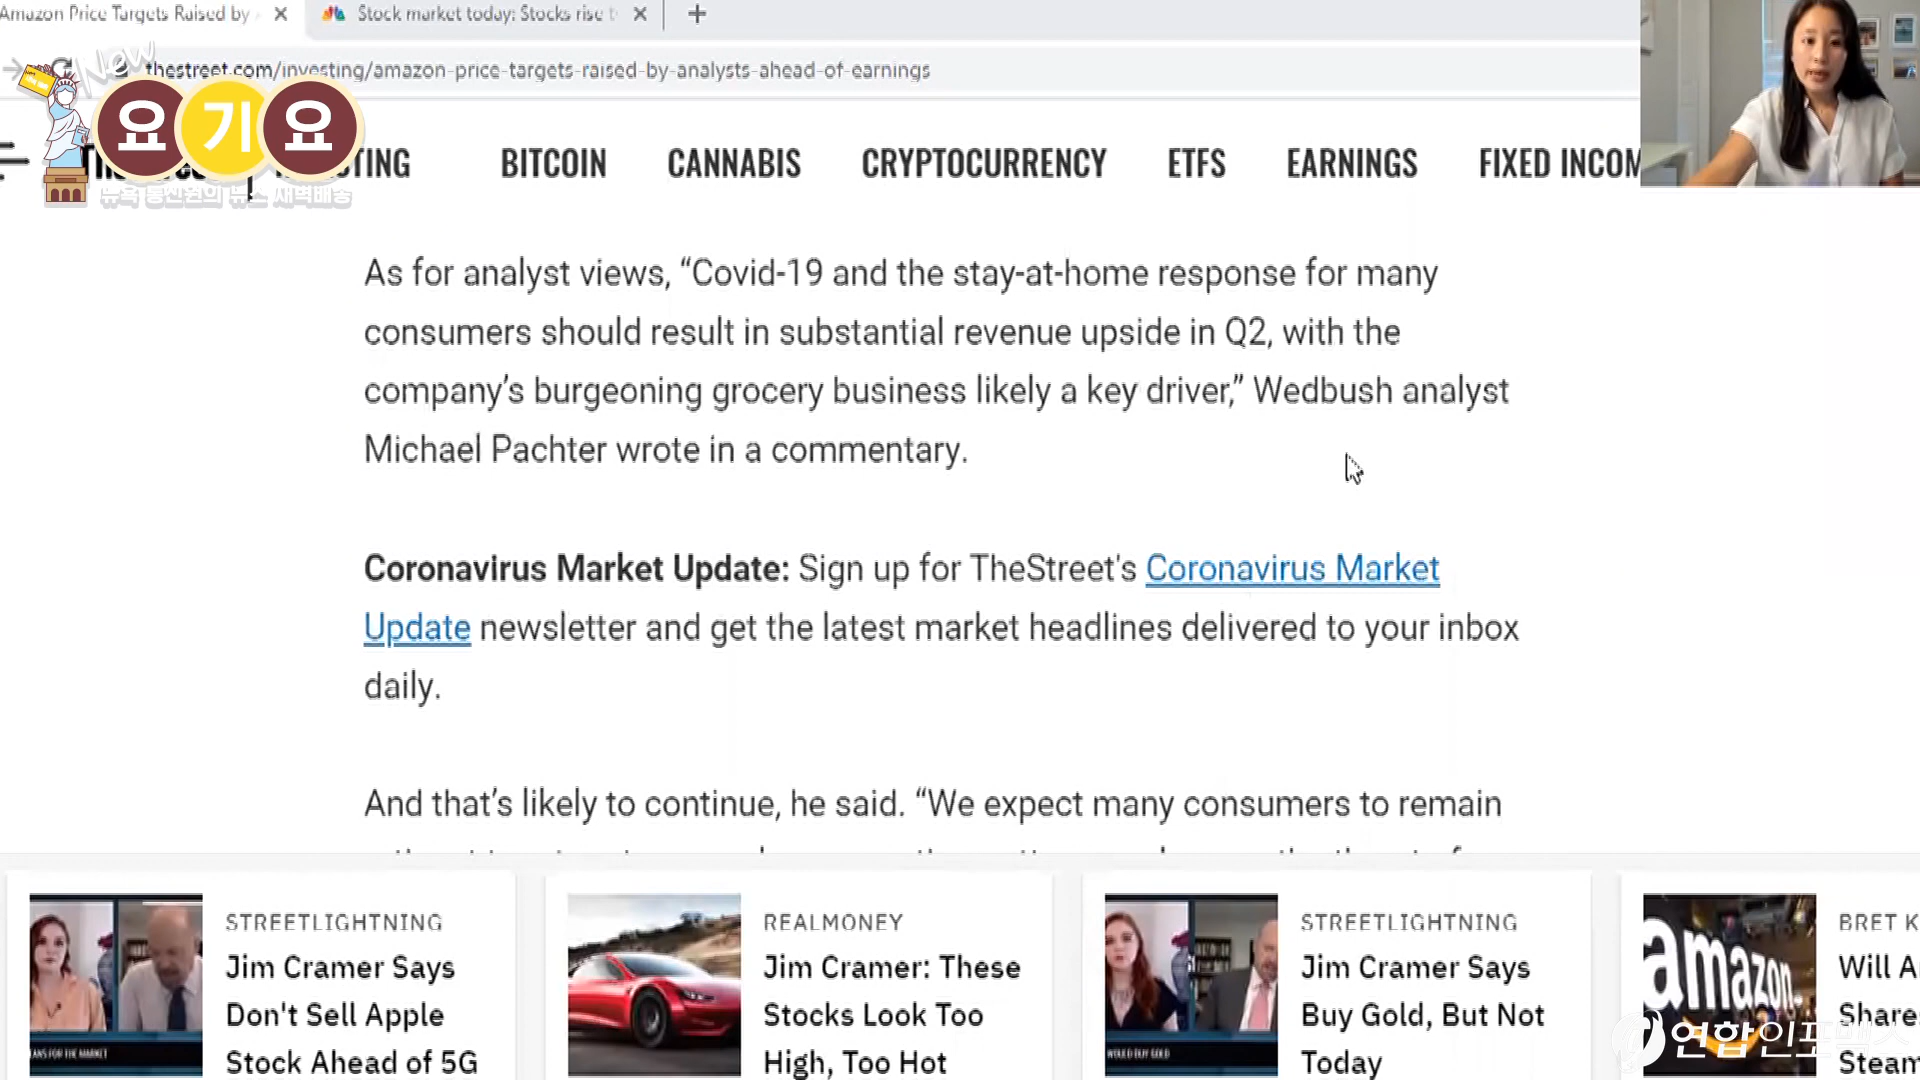 Amazon Price Targets Raised by
Stock market today: Stocks rise t
thestreet.com/investing/amazon-price-targets-raised-by-analysts-ahead-of-earnings
New
요기요
뉴욕 통신원의 뉴스 새벽배송
BITCOIN
CANNABIS
CRYPTOCURRENCY
ETFS
EARNINGS
FIXED INCOM
As for analyst views, “Covid-19 and the stay-at-home response for many
consumers should result in substantial revenue upside in Q2, with the
company’s burgeoning grocery business likely a key driver,” Wedbush analyst
Michael Pachter wrote in a commentary.
Coronavirus Market Update: Sign up for TheStreet's Coronavirus Market
Update newsletter and get the latest market headlines delivered to your inbox
daily.
And that’s likely to continue, he said. “We expect many consumers to remain
STREETLIGHTNING
Jim Cramer Says
Don't Sell Apple
Stock Ahead of 5G
REALMONEY
Jim Cramer: These
Stocks Look Too
High, Too Hot
STREETLIGHTNING
Jim Cramer Says
Buy Gold, But Not
Today
WOULD BUY GOLD
amazon
BRET K
Will A
Share
Steam
연합인포맥스